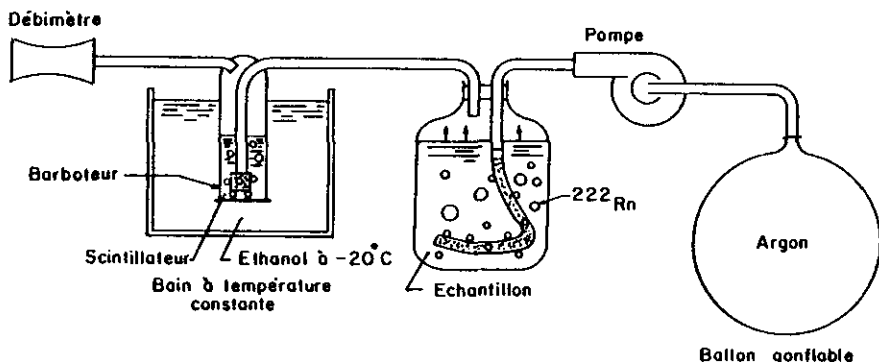 Débimètre
Pompe
Barboteur
222Rn
Scintillateur
Ethanol à -20°C
Argon
Bain à température
constante
Echantillon
Ballon gonflable